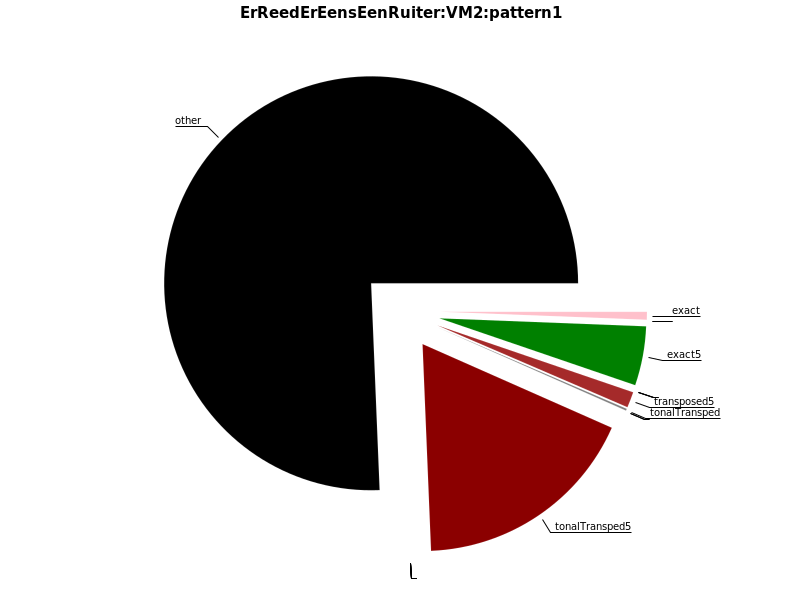 ErReedErEensEenRuiter:VM2:pattern1
other
exact
exact5
transposed5
tonalTransped
tonalTransped5